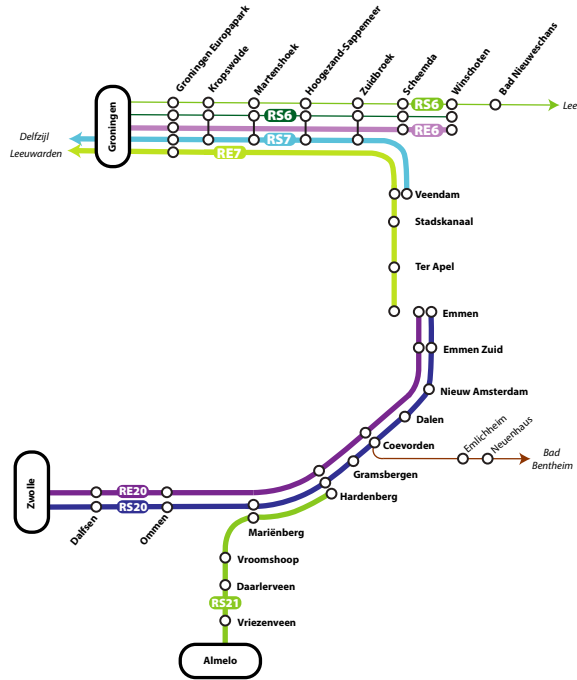 Groningen Europapark
Kropswolde
Martenshoek
Hoogezand-Sappemeer
Zuidbroek
Scheemda
Winschoten
Bad Nieuweschans
Groningen
RS6
Lee
RS6
RE6
Delfzijl
RS7
Leeuwarden
RE7
Veendam
Stadskanaal
Ter Apel
Emmen
Emmen Zuid
Nieuw Amsterdam
Dalen
Coevorden
Emlichheim
Neuenhaus
Bad
Bentheim
Gramsbergen
Hardenberg
Zwolle
RE20
RS20
Dalfsen
Ommen
Mariënberg
Vroomshoop
Daarlerveen
RS21
Vriezenveen
Almelo